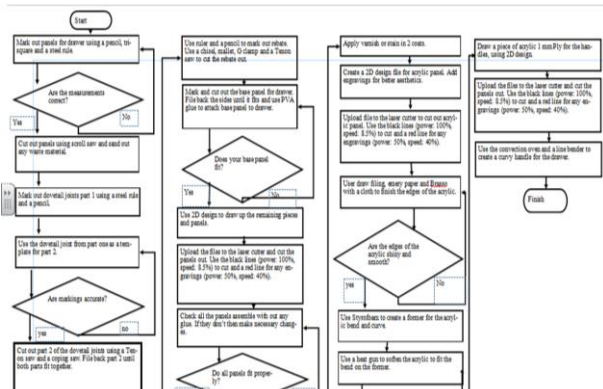 Start
Mark out panels for drawer using a pencil, tri-
square and a steel rule.
Are the measurements
correct?
Yes
No
Cut out panels using scroll saw and sand out
any waste material.
Mark out dovetail joints part 1 using a steel rule
and a pencil.
Use the dovetail joint from part one as a tem-
plate for part 2.
Are markings accurate?
yes
no
Cut out part 2 of the dovetail joints using a Ten-
on saw and a coping saw. File back part 2 until
both parts fit together.
Use ruler and a pencil to mark out rebate.
Use a chisel, mallet, G clamp and a Tenon
saw to cut the rebate out.
Mark and cut out the base panel for drawer.
File back the sides until it fits and use PVA
glue to attach base panel to drawer.
Does your base panel
fit?
Yes
No
Use 2D design to draw up the remaining pieces
and panels.
Upload the files to the laser cutter and cut the
panels out. Use the black lines (power: 100%,
speed: 8.5%) to cut and a red line for any en-
gravings (power: 50%, speed: 40%).
Check all the panels assemble with out any
glue. If they don't then make necessary chang-
es.
Do all panels fit proper-
ly?
Apply varnish or stain in 2 coats.
Create a 2D design file for acrylic panel. Add
engravings for better aesthetics.
Upload file to the laser cutter to cut out acryl-
ic panel. Use the black lines (power: 100%,
speed: 8.5%) to cut and a red line for any
engravings (power: 50%, speed: 40%).
User draw filing, emery paper and Brasso
with a cloth to finish the edges of the acrylic.
Are the edges of the
acrylic shiny and
smooth?
yes
No
Use Styrofoam to create a former for the acryl-
ic bend and curve.
Use a heat gun to soften the acrylic to fit the
bend on the former.
Draw a piece of acrylic 1 mm Ply for the han-
dles, using 2D design.
Upload the files to the laser cutter and cut the
panels out. Use the black lines (power: 100%,
speed: 8.5%) to cut and a red line for any en-
gravings (power: 50%, speed: 40%).
Use the convection oven and a line bender to
create a curvy handle for the drawer.
Finish